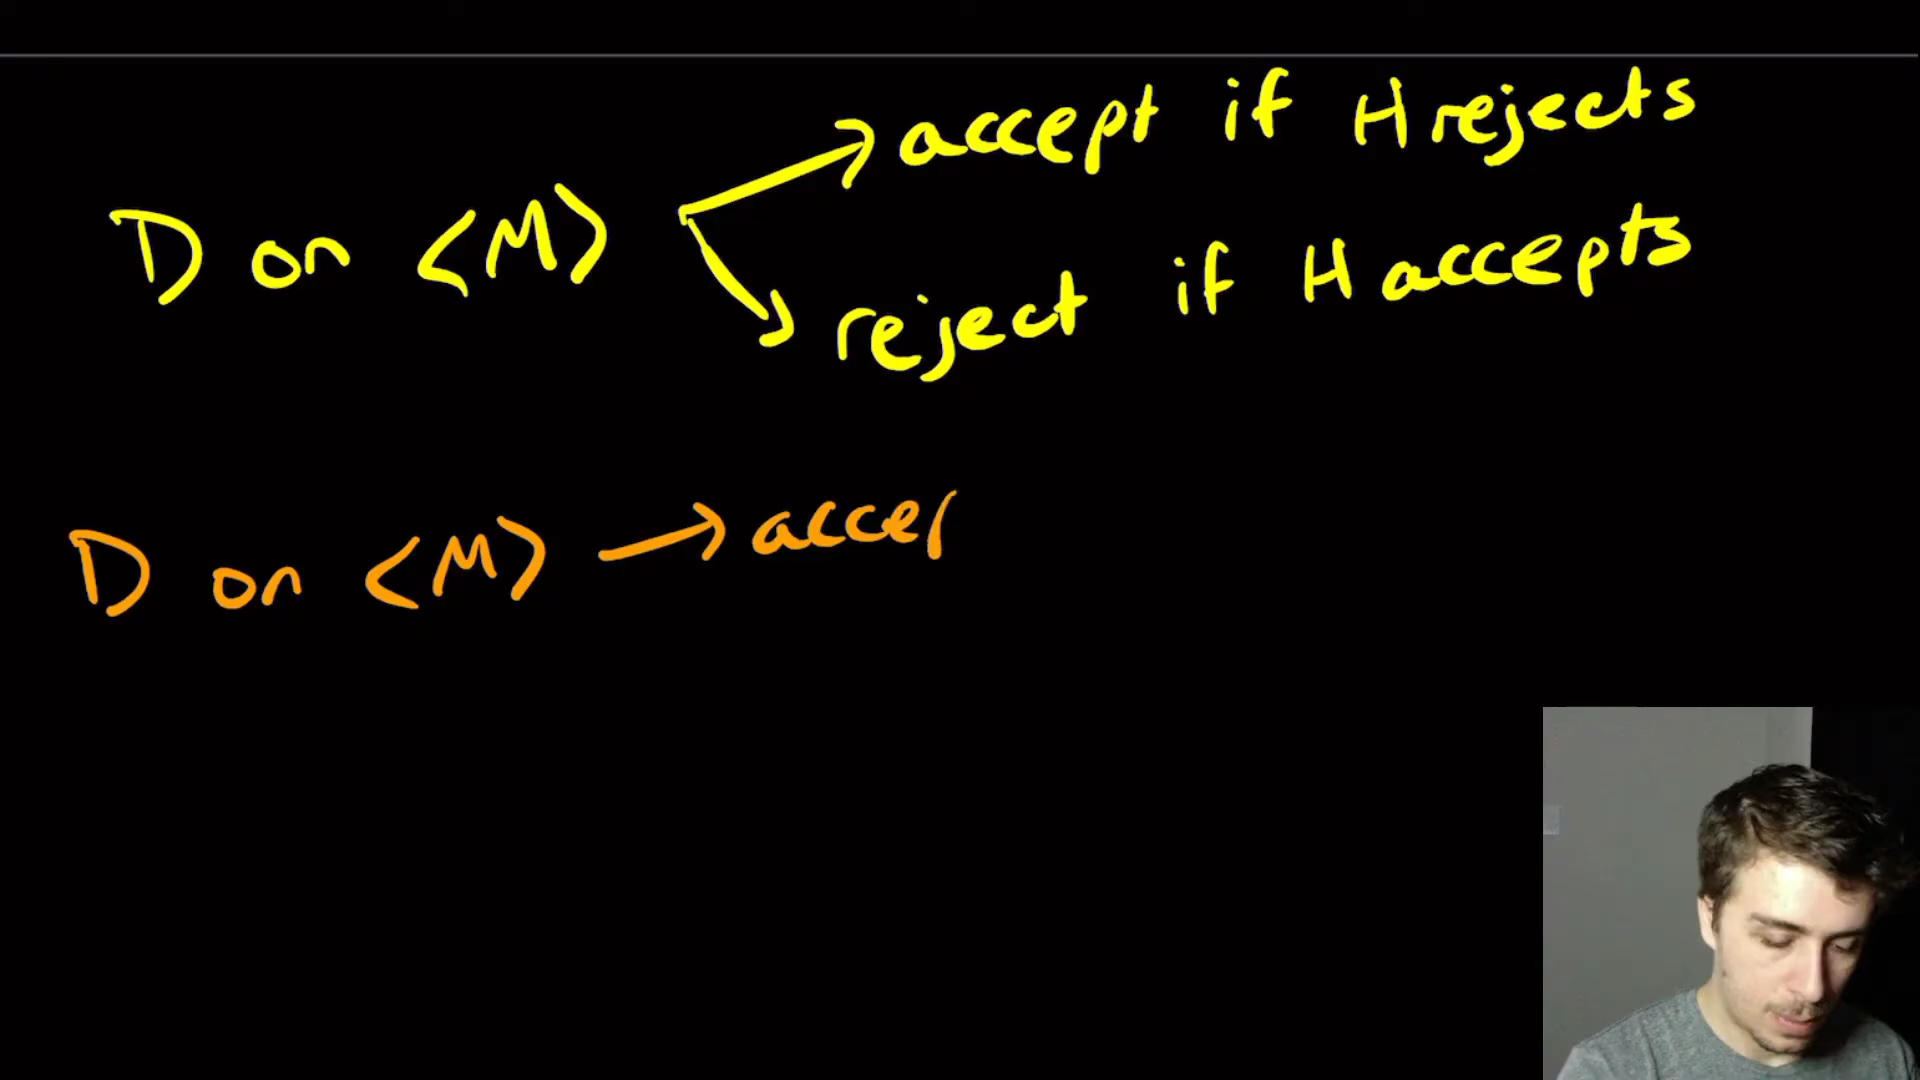 accept if H rejects
D on <M>
reject if H accepts
D on <M> → accep